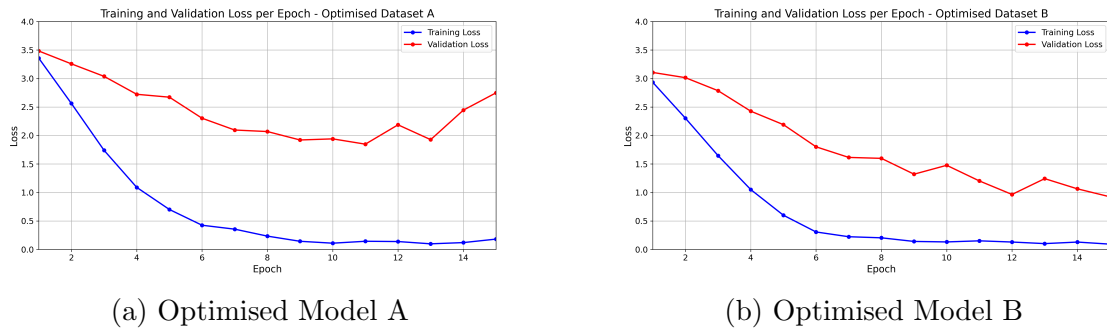 Training and Validation Loss per Epoch - Optimised Dataset A
Training Loss
Validation Loss
4.0
3.5
3.0
2.5
2.0
1.5
1.0
0.5
0.0
Loss
2 4 6 8 10 12 14
Epoch
(a) Optimised Model A
Training and Validation Loss per Epoch - Optimised Dataset B
Training Loss
Validation Loss
4.0
3.5
3.0
2.5
2.0
1.5
1.0
0.5
0.0
Loss
2 4 6 8 10 12 14
Epoch
(b) Optimised Model B